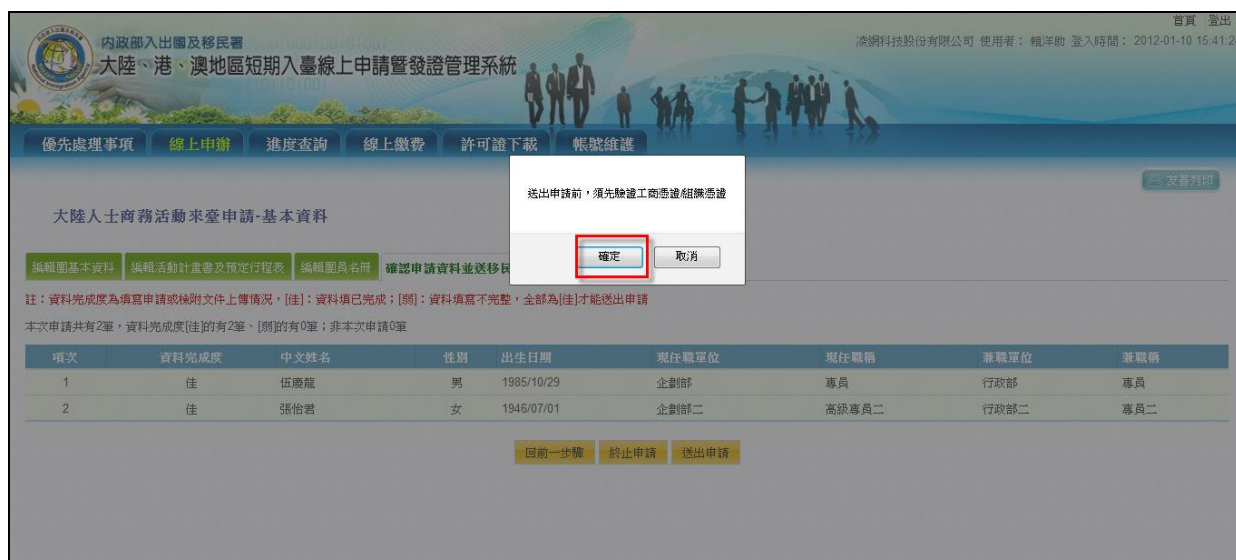 首頁 登出
內政部入出國及移民署
凌網科技股份有限公司 使用者： 賴洋助 登入時間： 2012-01-10 15:41:2
大陸、港、澳地區短期入臺線上申請暨發證管理系統
優先處理事項 線上申辦 進度查詢 線上繳費 許可證下載 帳號維護
送出申請前，須先驗證工商憑證/組織憑證
確定 取消
友善列印
大陸人士商務活動來臺申請-基本資料
編輯團基本資料 編輯活動計畫書及預定行程表 編輯團員名冊 確認申請資料並送移民
註：資料完成度為填寫申請或檢附文件上傳情況，[佳]：資料填已完成；[弱]：資料填寫不完整，全部為[佳]才能送出申請
本次申請共有2筆，資料完成度[佳]的有2筆、[弱]的有0筆；非本次申請0筆
項次 資料完成度 中文姓名 性別 出生日期 現任職單位 現任職稱 兼職單位 兼職稱
1 佳 伍慶龍 男 1985/10/29 企劃部 專員 行政部 專員
2 佳 張怡君 女 1946/07/01 企劃部二 高級專員二 行政部二 專員二
回前一步驟 終止申請 送出申請